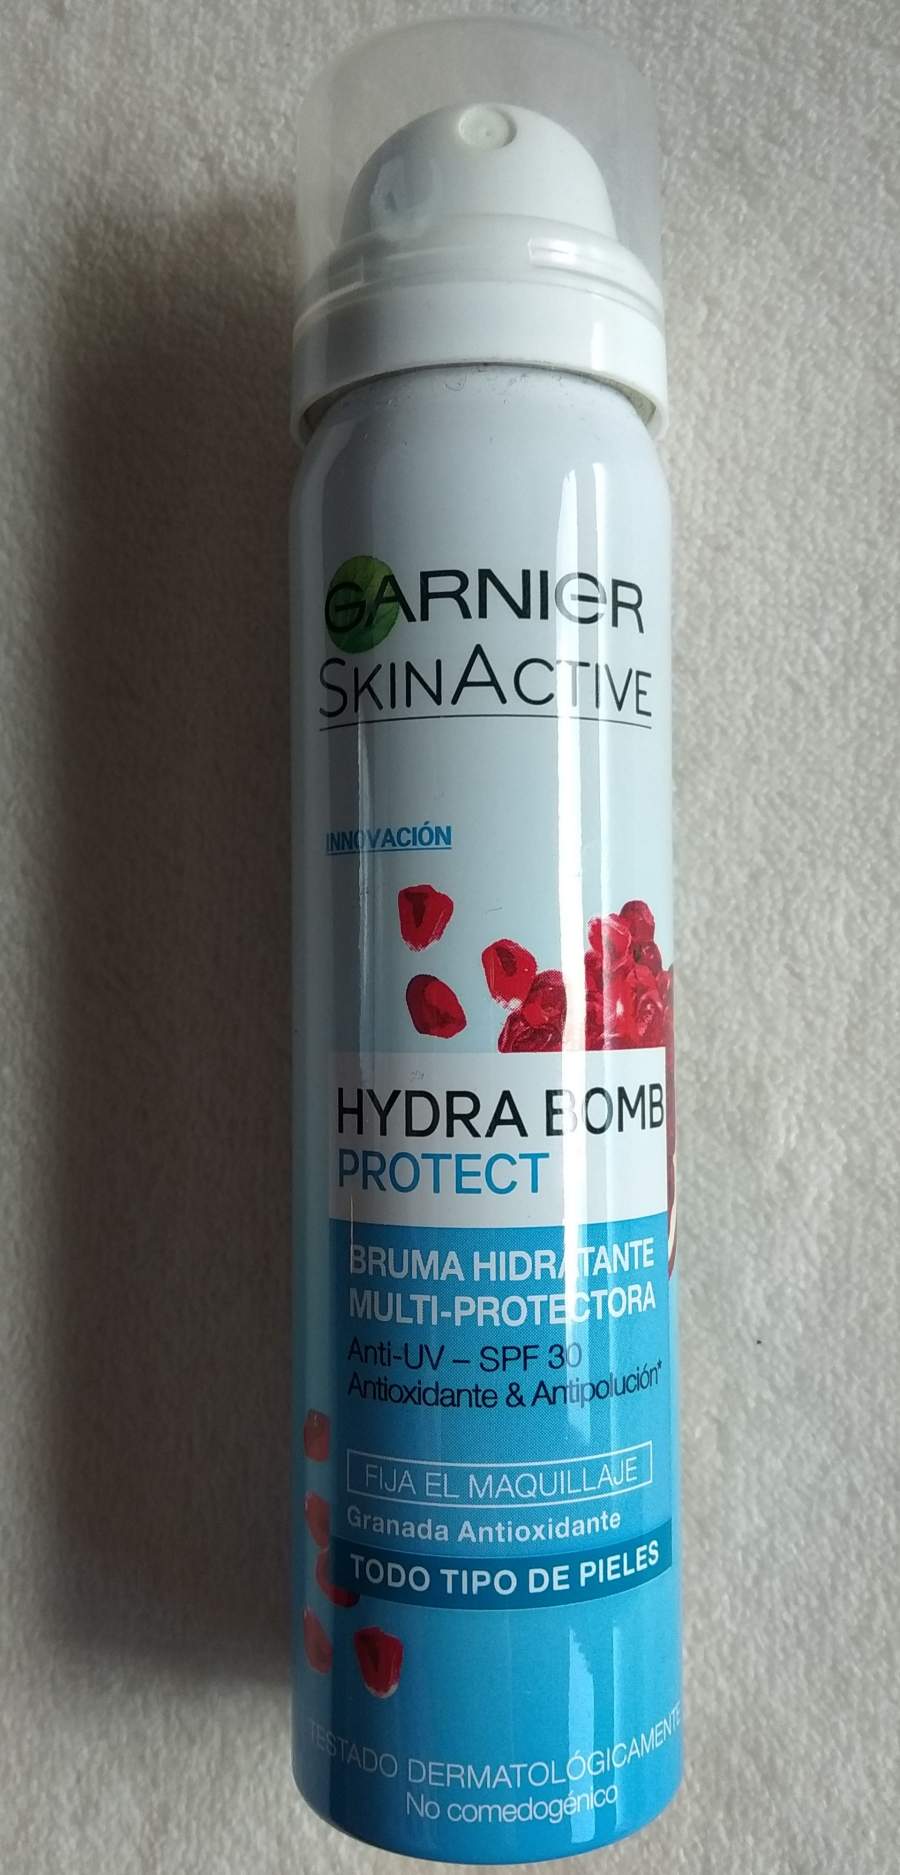 GARNIER
SKINACTIVE
INNOVACIÓN
HYDRA BOMB
PROTECT
BRUMA HIDRATANTE
MULTI-PROTECTORA
Anti-UV – SPF 30
Antioxidante & Antipolución*
FIJA EL MAQUILLAJE
Granada Antioxidante
TODO TIPO DE PIELES
TESTADO DERMATOLÓGICAMENTE
No comedogénico